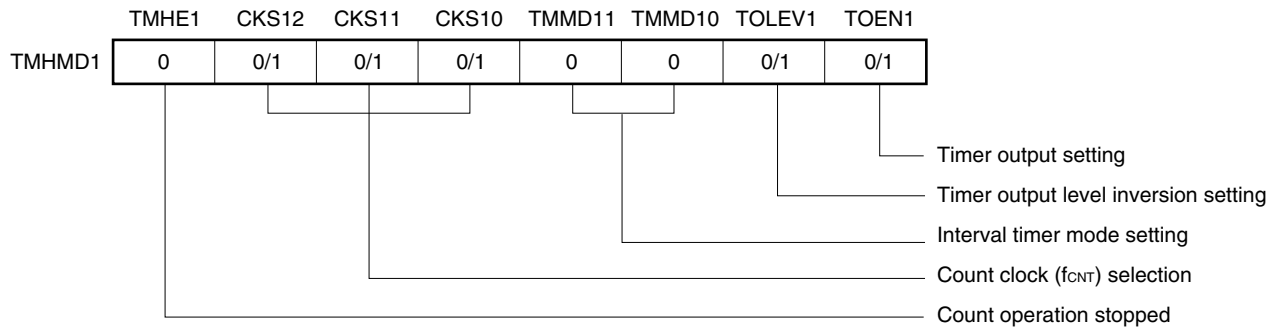 TMHE1 CKS12 CKS11 CKS10 TMMD11 TMMD10 TOLEV1 TOEN1
TMHMD1 0 0/1 0/1 0/1 0 0 0/1 0/1
Timer output setting
Timer output level inversion setting
Interval timer mode setting
Count clock (fCNT) selection
Count operation stopped